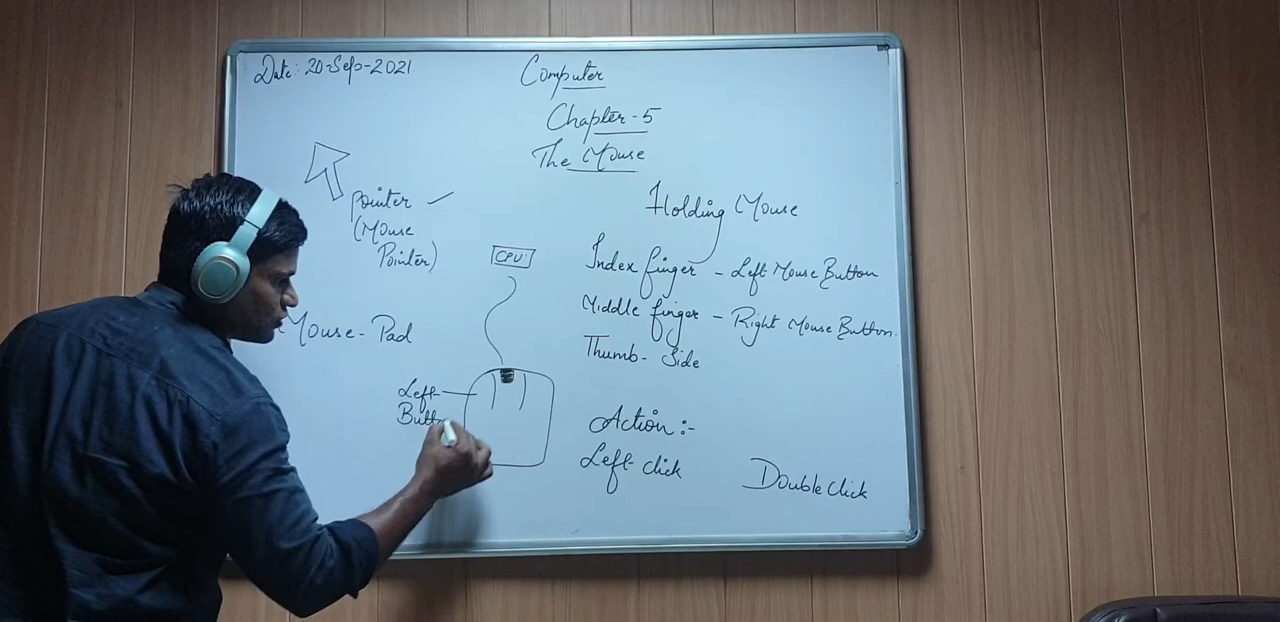 Date: 20-Sep-2021
Computer
Chapter-5
The Mouse
pointer
(Mouse
Pointer)
Mouse-Pad
CPU
Left
Holding Mouse
Index finger - Left Mouse Button
Middle finger - Right Mouse Button.
Thumb- Side
Action:-
Left click
Double click